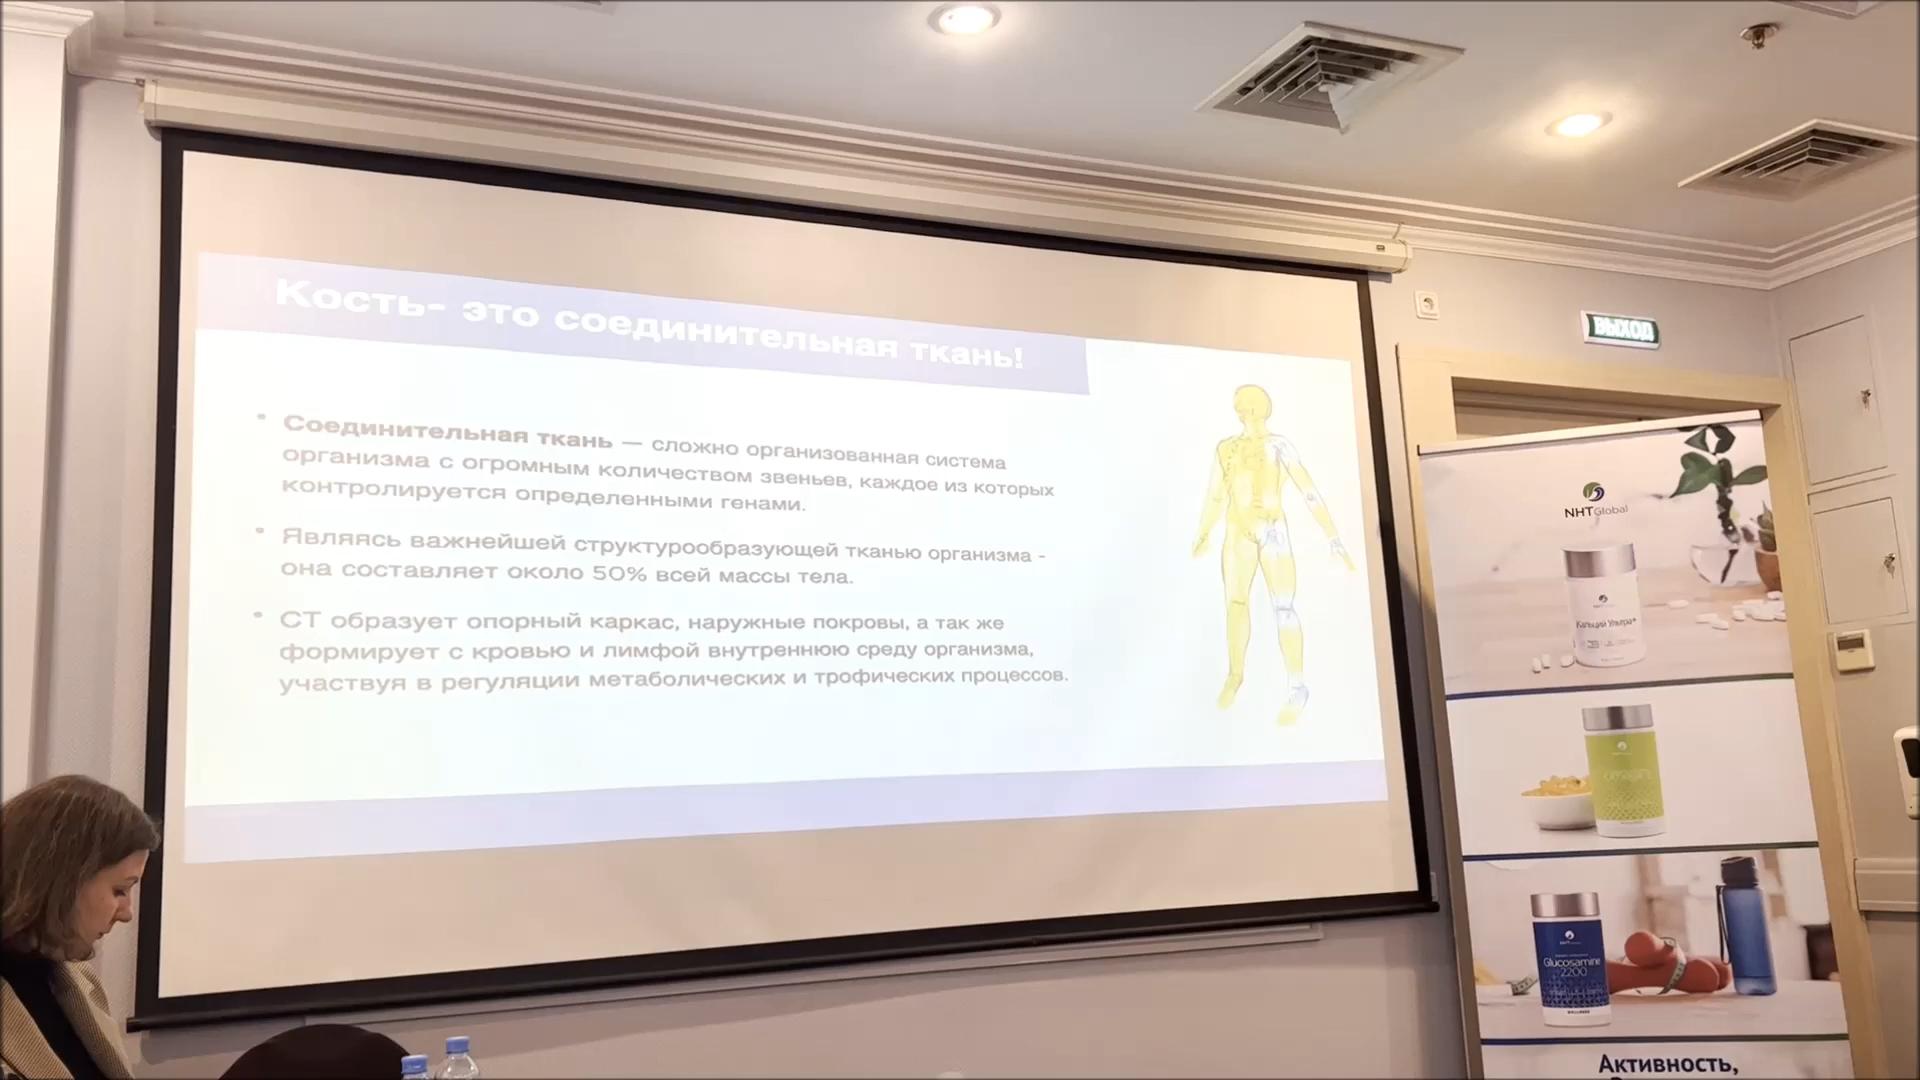 Кость- это соединительная ткань!
• Соединительная ткань — сложно организованная система
организма с огромным количеством звеньев, каждое из которых
контролируется определенными генами.
• Являясь важнейшей структурообразующей тканью организма -
она составляет около 50% всей массы тела.
• СТ образует опорный каркас, наружные покровы, а так же
формирует с кровью и лимфой внутреннюю среду организма,
участвуя в регуляции метаболических и трофических процессов.
ВЫХОД
NHT Global
Кальций Ультра+
Glucosamine
2200
Активность,